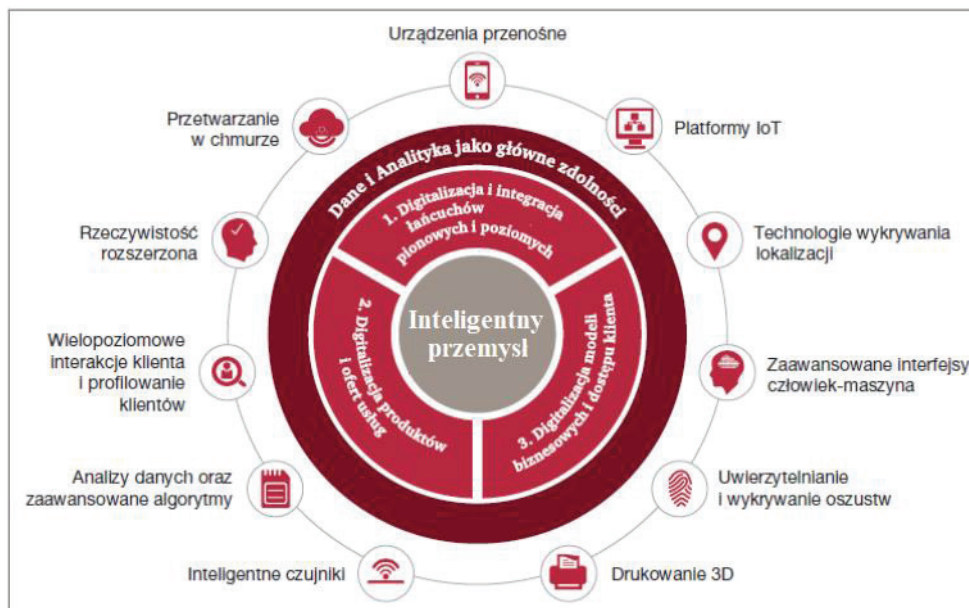 Urządzenia przenośne
Przetwarzanie
w chmurze
Platformy IoT
Dane i Analityka jako główne zdolności
1. Digitalizacja i integracja
łańcuchów
pionowych i poziomych
Rzeczywistość
rozszerzona
Technologie wykrywania
lokalizacji
Inteligentny
przemysł
2. Digitalizacja produktów
i ofert usług
3. Digitalizacja modeli
biznesowych i dostępu klienta
Wielopoziomowe
interakcje klienta
i profilowanie
klientów
Zaawansowane interfejsy
człowiek-maszyna
Analizy danych oraz
zaawansowane algorytmy
Uwierzytelnianie
i wykrywanie oszustw
Inteligentne czujniki
Drukowanie 3D